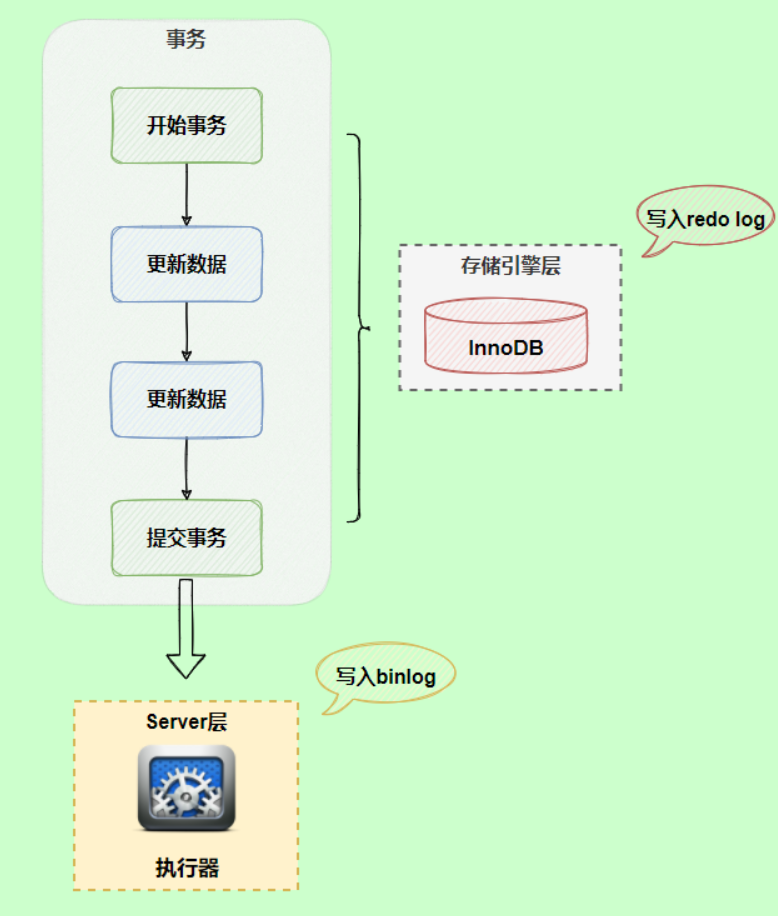 事务
开始事务
更新数据
更新数据
提交事务
写入redo log
存储引擎层
InnoDB
写入binlog
Server层
执行器